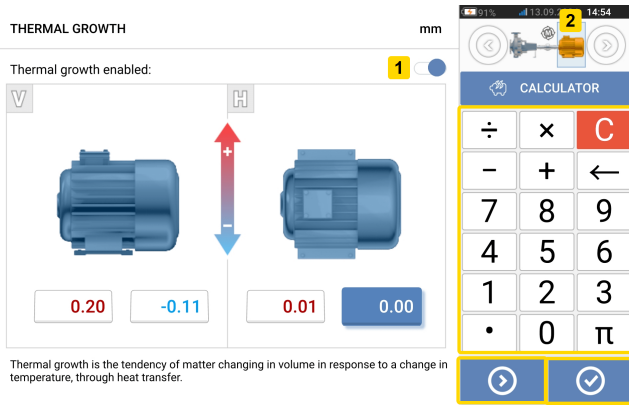 THERMAL GROWTH mm
Thermal growth enabled: 1
V H
+
−
0.20 -0.11 0.01 0.00
Thermal growth is the tendency of matter changing in volume in response to a change in
temperature, through heat transfer.
91% 13.09.2 14:54
2
M
CALCULATOR
÷ × C
− + ←
7 8 9
4 5 6
1 2 3
• 0 π